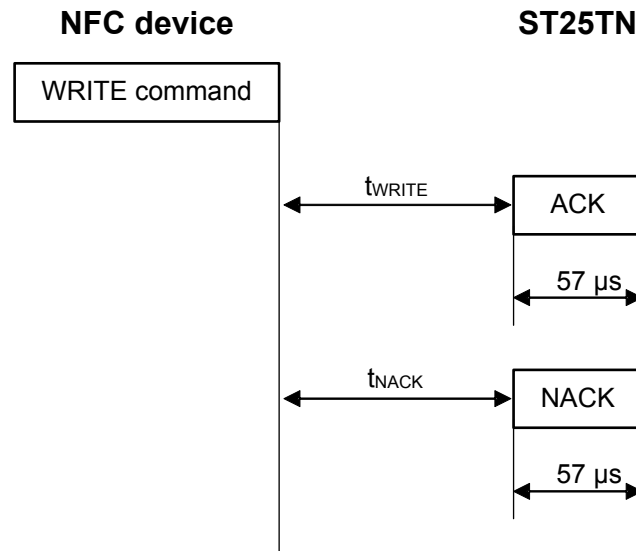 NFC device
ST25TN
WRITE command
tWRITE
ACK
57 µs
tNACK
NACK
57 µs